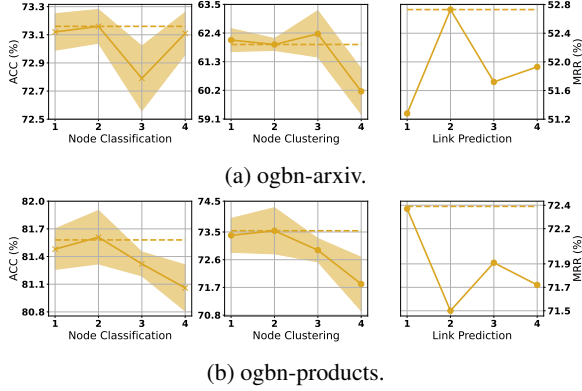 73.3
73.1
72.9
72.7
72.5
ACC (%)
1 2 3 4
Node Classification
63.5
62.4
61.3
60.2
59.1
1 2 3 4
Node Clustering
52.8
52.4
52.0
51.6
51.2
MRR (%)
1 2 3 4
Link Prediction
(a) ogbn-arxiv.
82.0
81.7
81.4
81.1
80.8
ACC (%)
1 2 3 4
Node Classification
74.5
73.5
72.6
71.7
70.8
1 2 3 4
Node Clustering
72.4
72.2
71.9
71.7
71.5
MRR (%)
1 2 3 4
Link Prediction
(b) ogbn-products.